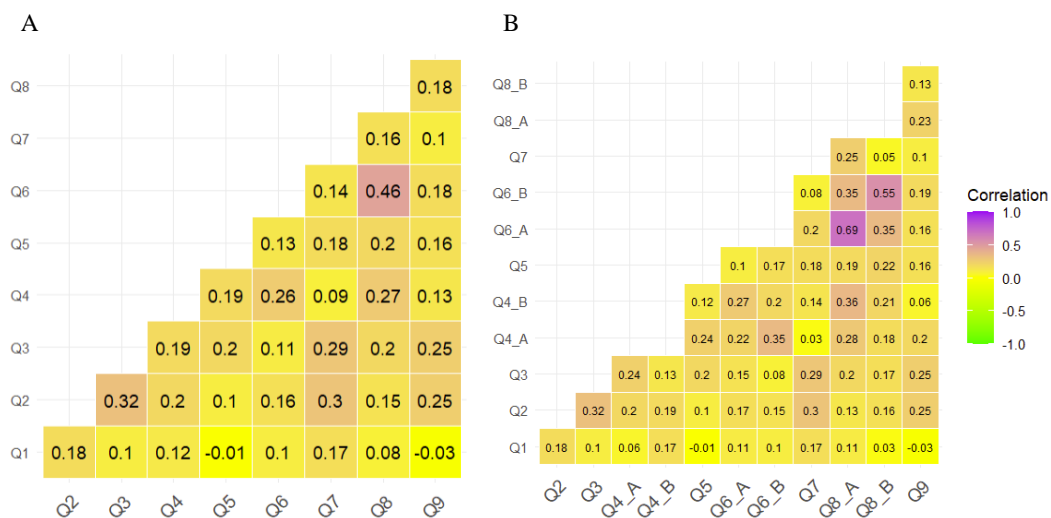 A
B
Q8 0.18
Q7 0.16 0.1
Q6 0.14 0.46 0.18
Q5 0.13 0.18 0.2 0.16
Q4 0.19 0.26 0.09 0.27 0.13
Q3 0.19 0.2 0.11 0.29 0.2 0.25
Q2 0.32 0.2 0.1 0.16 0.3 0.15 0.25
Q1 0.18 0.1 0.12 -0.01 0.1 0.17 0.08 -0.03
Q2 Q3 Q4 Q5 Q6 Q7 Q8 Q9
Q8_B 0.13
Q8_A 0.23
Q7 0.25 0.05 0.1
Q6_B 0.08 0.35 0.55 0.19
Q6_A 0.2 0.69 0.35 0.16
Q5 0.1 0.17 0.18 0.19 0.22 0.16
Q4_B 0.12 0.27 0.2 0.14 0.36 0.21 0.06
Q4_A 0.24 0.22 0.35 0.03 0.28 0.18 0.2
Q3 0.24 0.13 0.2 0.15 0.08 0.29 0.2 0.17 0.25
Q2 0.32 0.2 0.19 0.1 0.17 0.15 0.3 0.13 0.16 0.25
Q1 0.18 0.1 0.06 0.17 -0.01 0.11 0.1 0.17 0.11 0.03 -0.03
Q2 Q3 Q4_A Q4_B Q5 Q6_A Q6_B Q7 Q8_A Q8_B Q9
Correlation
1.0
0.5
0.0
-0.5
-1.0